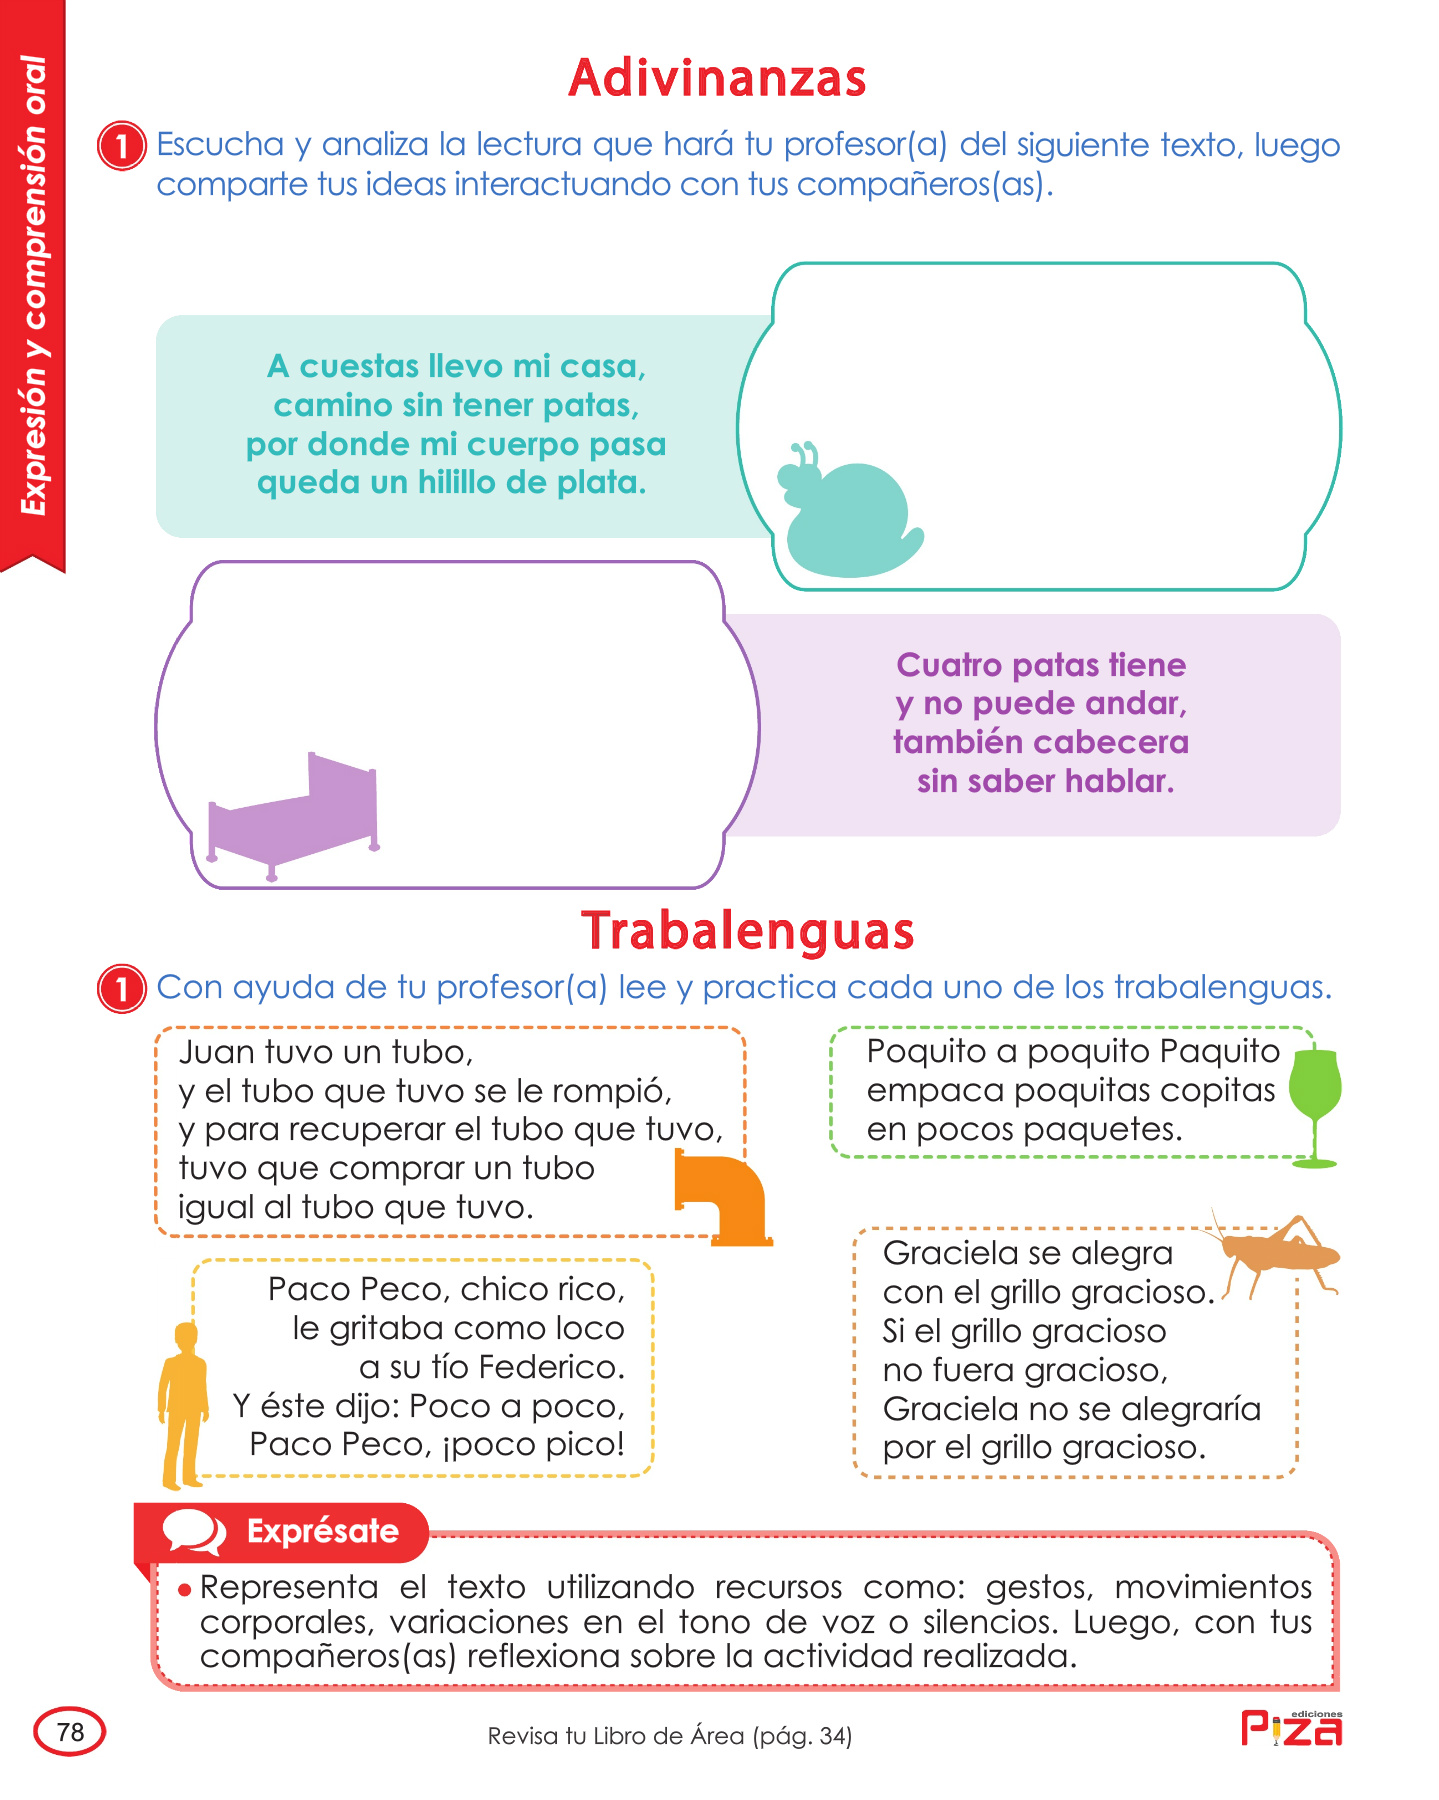 Expresión y comprensión oral
Adivinanzas
1 Escucha y analiza la lectura que hará tu profesor(a) del siguiente texto, luego
comparte tus ideas interactuando con tus compañeros(as).
A cuestas llevo mi casa,
camino sin tener patas,
por donde mi cuerpo pasa
queda un hilillo de plata.
Cuatro patas tiene
y no puede andar,
también cabecera
sin saber hablar.
Trabalenguas
1 Con ayuda de tu profesor(a) lee y practica cada uno de los trabalenguas.
Juan tuvo un tubo,
y el tubo que tuvo se le rompió,
y para recuperar el tubo que tuvo,
tuvo que comprar un tubo
igual al tubo que tuvo.
Poquito a poquito Paquito
empaca poquitas copitas
en pocos paquetes.
Paco Peco, chico rico,
le gritaba como loco
a su tío Federico.
Y éste dijo: Poco a poco,
Paco Peco, ¡poco pico!
Graciela se alegra
con el grillo gracioso.
Si el grillo gracioso
no fuera gracioso,
Graciela no se alegraría
por el grillo gracioso.
Exprésate
• Representa el texto utilizando recursos como: gestos, movimientos
corporales, variaciones en el tono de voz o silencios. Luego, con tus
compañeros(as) reflexiona sobre la actividad realizada.
78
Revisa tu Libro de Área (pág. 34)
ediciones
Piza